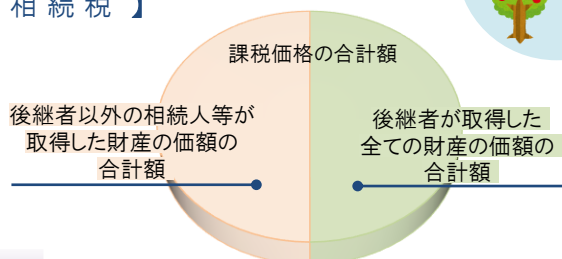 相続税】
課税価格の合計額
後継者以外の相続人等が
取得した財産の価額の
合計額
後継者が取得した
全ての財産の価額の
合計額